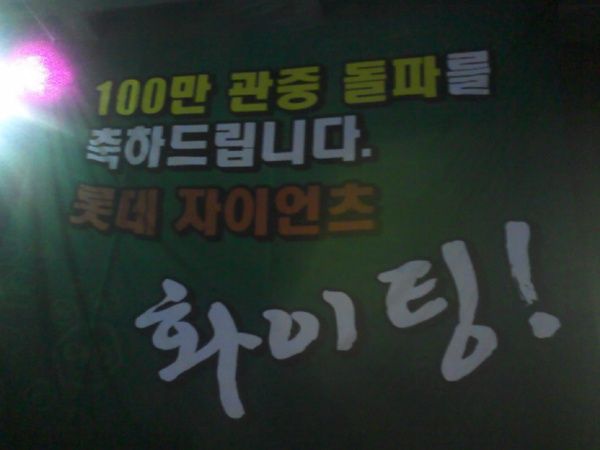 100만 관중 돌파를
축하드립니다.
롯데 자이언츠
화이팅!